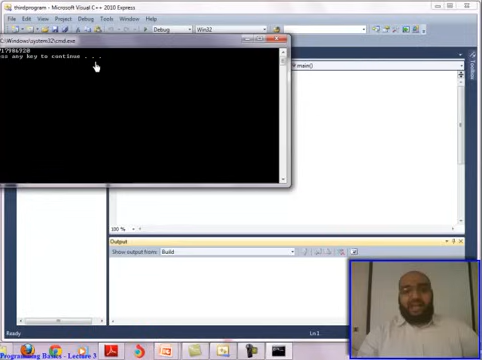 thirdprogram - Microsoft Visual C++ 2010 Express
File Edit View Project Debug Tools Window Help
Debug
Win32
C:\Windows\system32\cmd.exe
717986920
ss any key to continue . . .
main()
Toolbox
100 %
Output
Show output from: Build
Ready
Ln 1
Programming Basics - Lecture 3